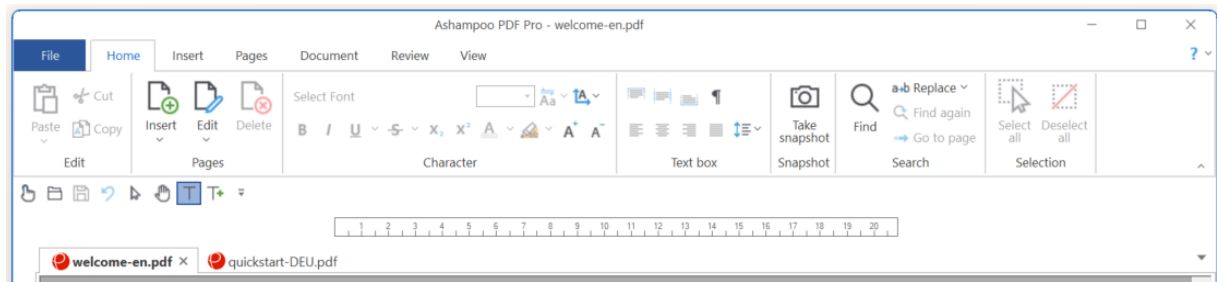 Ashampoo PDF Pro - welcome-en.pdf
File Home Insert Pages Document Review View ?
Cut Select Font Aa A a+b Replace
Find again
Paste Copy Insert Edit Delete B I U S X₂ X² A A^ A- Take snapshot Find Go to page Select all Deselect all
Edit Pages Character Text box Snapshot Search Selection
T T+
1 2 3 4 5 6 7 8 9 10 11 12 13 14 15 16 17 18 19 20
welcome-en.pdf × quickstart-DEU.pdf